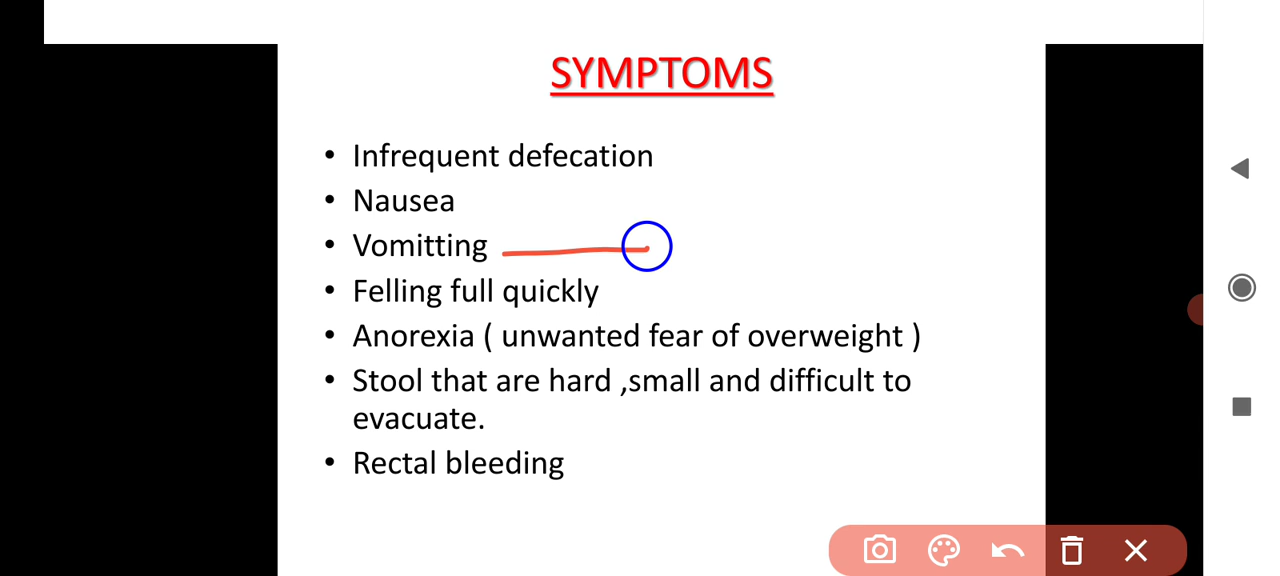 SYMPTOMS
• Infrequent defecation
• Nausea
• Vomitting
• Felling full quickly
• Anorexia ( unwanted fear of overweight )
• Stool that are hard ,small and difficult to
evacuate.
• Rectal bleeding